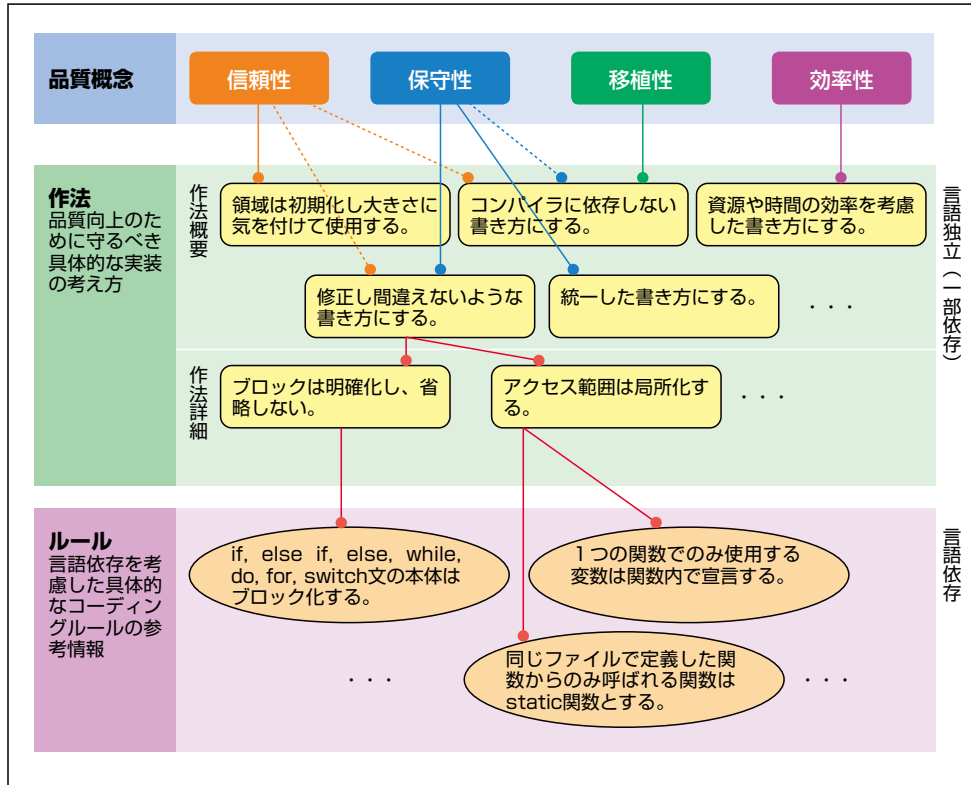 品質概念
信頼性
保守性
移植性
効率性
作法
品質向上のため
に守るべき
具体的な実装
の考え方
作法概要
領域は初期化し大きさに
気を付けて使用する。
コンパイラに依存しない
書き方にする。
資源や時間の効率を考慮
した書き方にする。
修正し間違えないような
書き方にする。
統一した書き方にする。
・・・
言語独立（一部依存）
作法詳細
ブロックは明確化し、省
略しない。
アクセス範囲は局所化す
る。
・・・
ルール
言語依存を考
慮した具体的
なコーディン
グルールの参
考情報
if, else if, else, while,
do, for, switch文の本体は
ブロック化する。
１つの関数でのみ使用する
変数は関数内で宣言する。
言語依存
・・・
同じファイルで定義した関
数からのみ呼ばれる関数は
static関数とする。
・・・